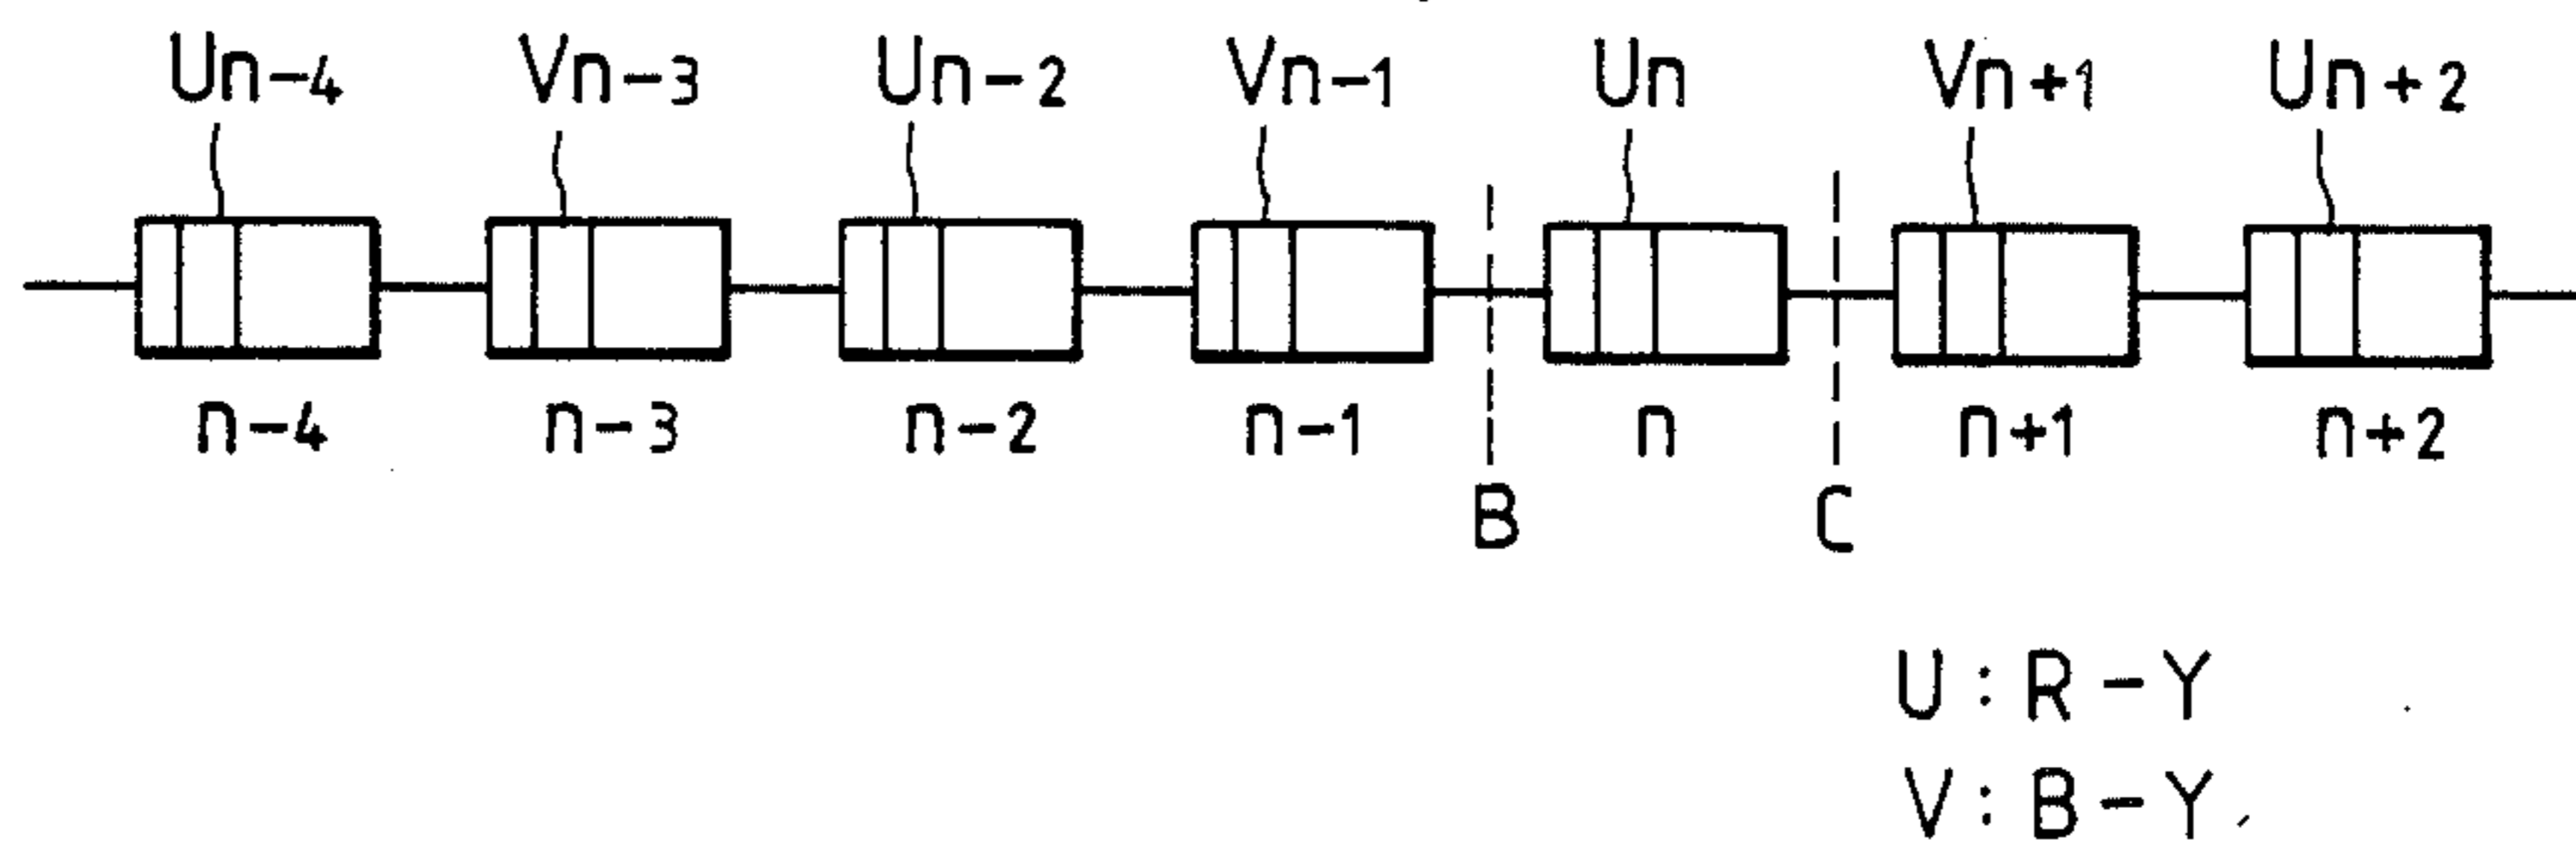 Un-4 Vn-3 Un-2 Vn-1 Un Vn+1 Un+2
n-4 n-3 n-2 n-1 n n+1 n+2
B C
U : R-Y
V : B-Y